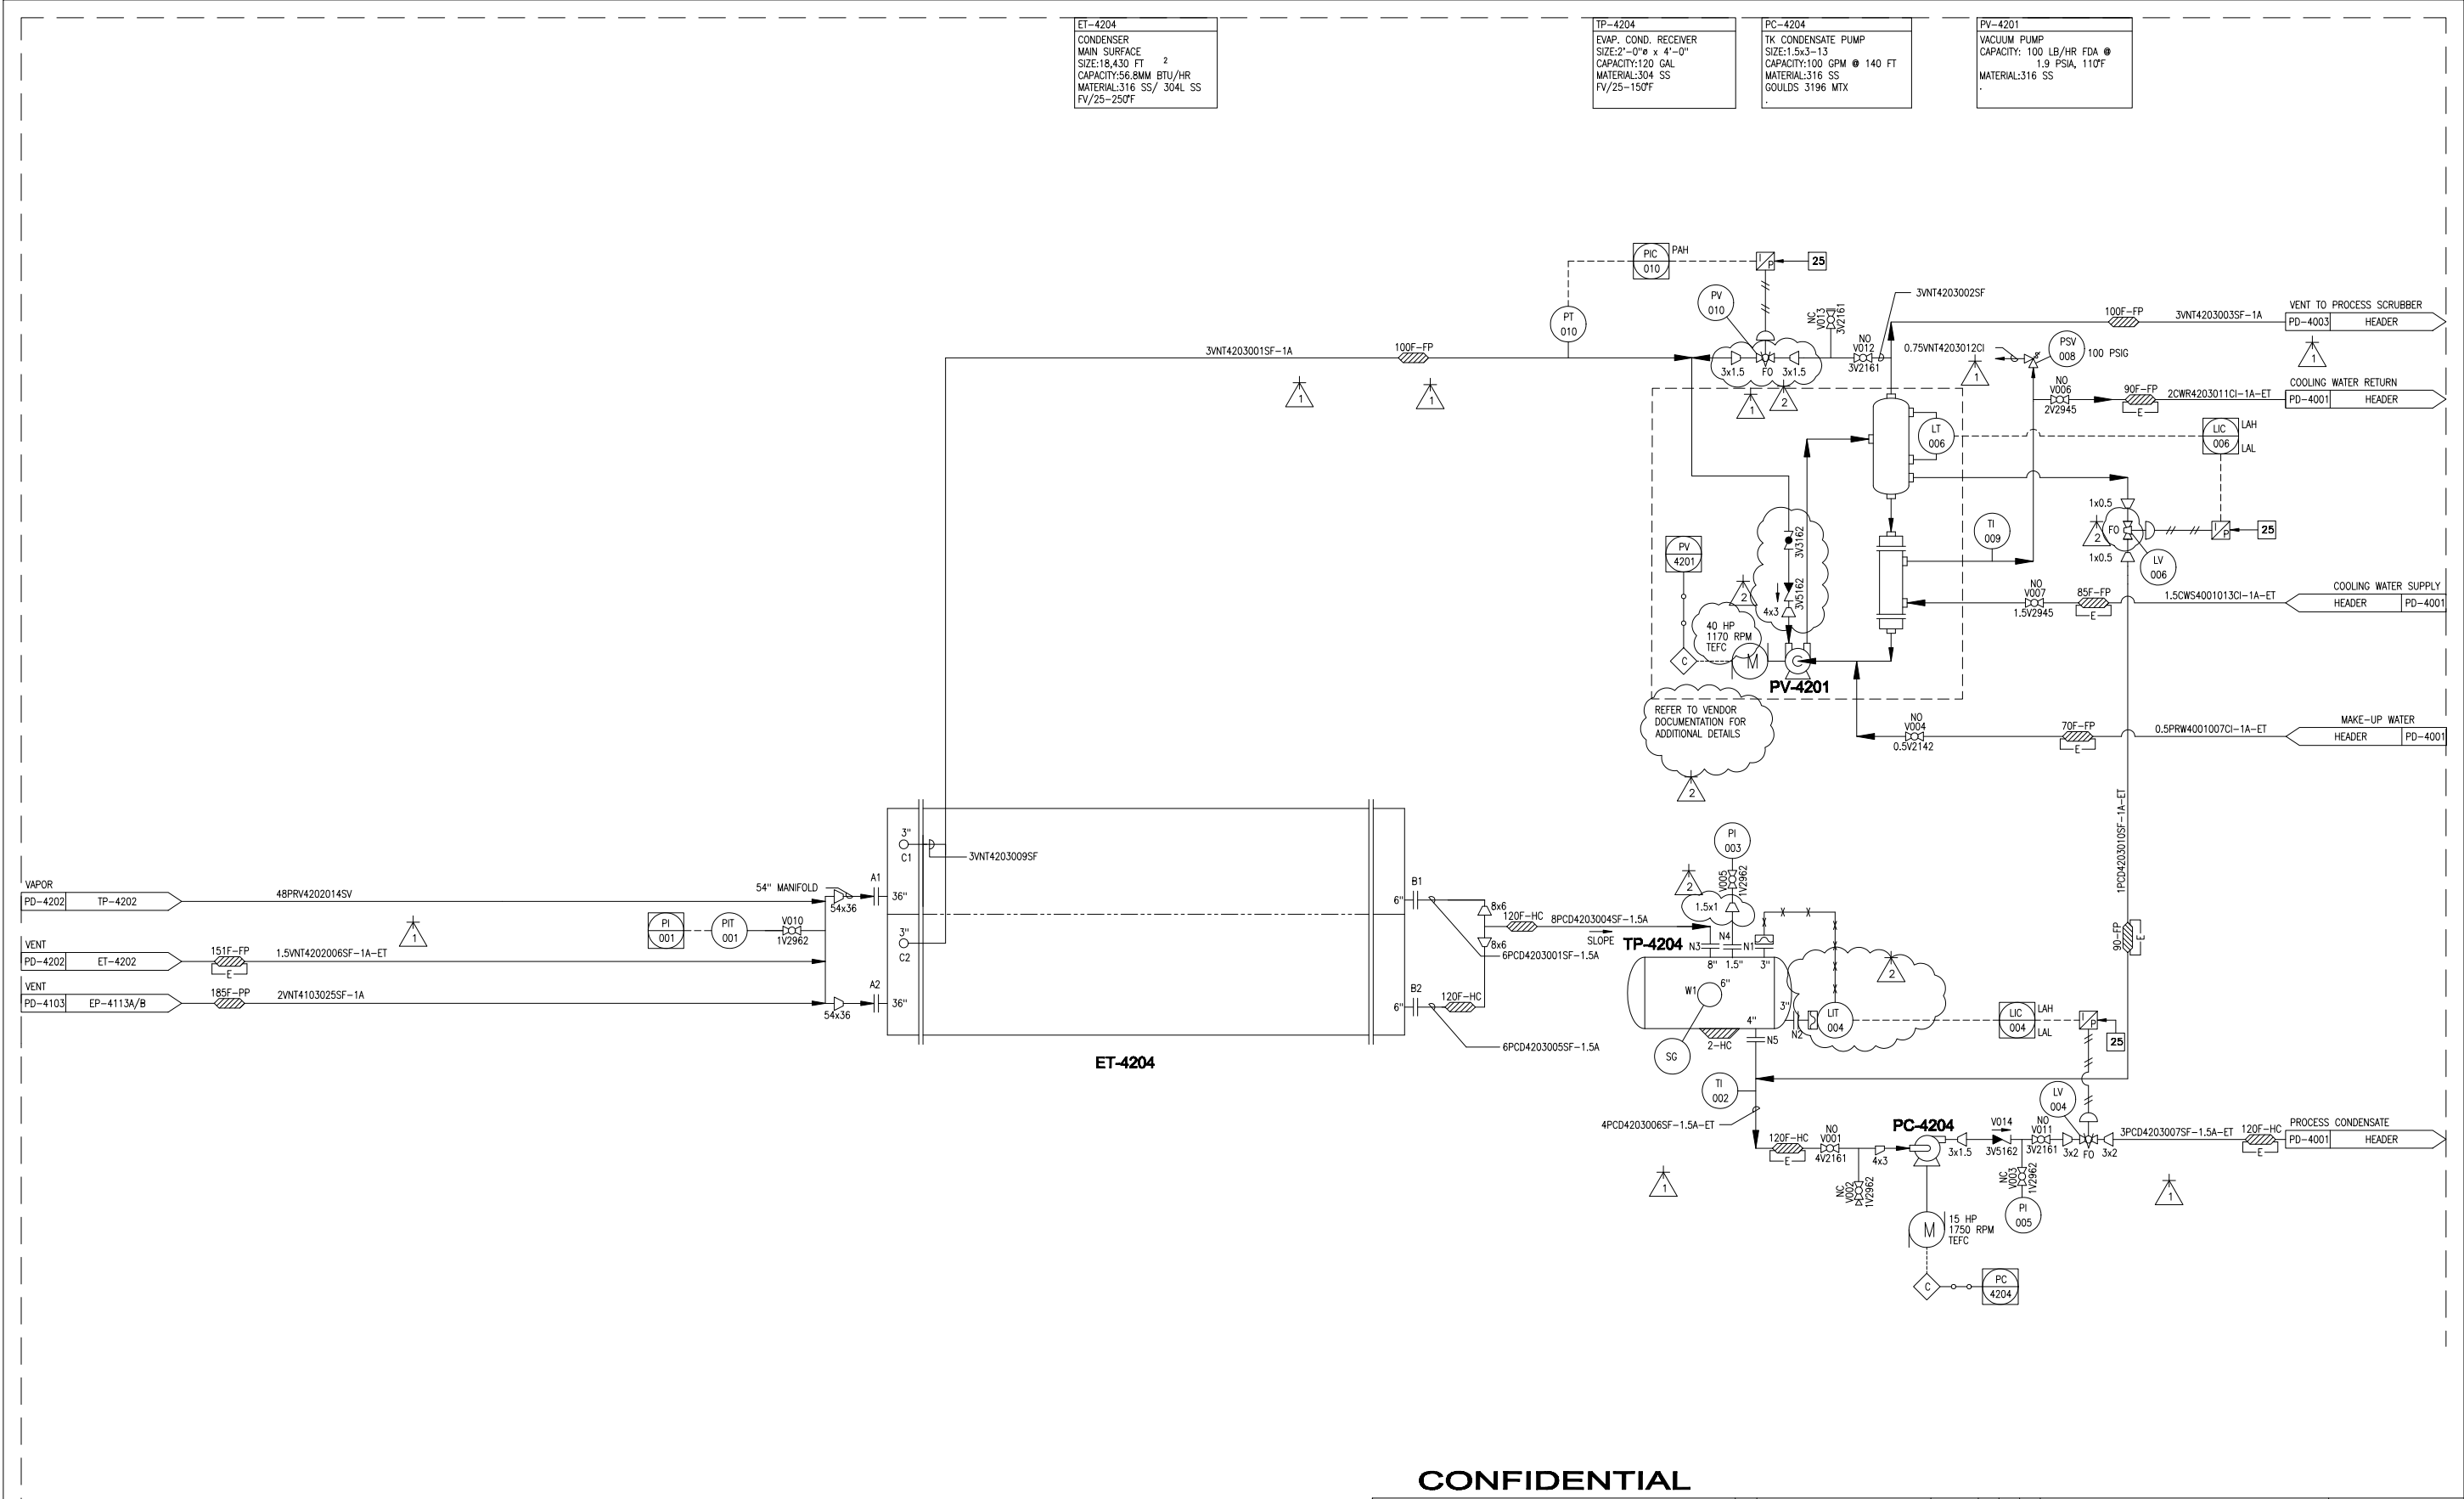 ET-4204
CONDENSER
MAIN SURFACE
SIZE:18,430 FT 2
CAPACITY:56.8MM BTU/HR
MATERIAL:316 SS/ 304L SS
FV/25-250°F
TP-4204
EVAP. COND. RECEIVER
SIZE:2'-0"ø x 4'-0"
CAPACITY:120 GAL
MATERIAL:304 SS
FV/25-150°F
PC-4204
TK CONDENSATE PUMP
SIZE:1.5x3-13
CAPACITY:100 GPM @ 140 FT
MATERIAL:316 SS
GOULDS 3196 MTX
.
PV-4201
VACUUM PUMP
CAPACITY: 100 LB/HR FDA @
1.9 PSIA, 110°F
MATERIAL:316 SS
.
PIC
010
PAH
I
P
25
PV
010
PT
010
NC
V013
3V2161
3VNT4203002SF
3VNT4203001SF-1A
100F-FP
1
1
3x1.5
FO
3x1.5
NO
V012
3V2161
1
2
100F-FP
3VNT4203003SF-1A
VENT TO PROCESS SCRUBBER
PD-4003
HEADER
1
0.75VNT4203012CI
PSV
008
100 PSIG
1
NO
V006
2V2945
90F-FP
E
2CWR4203011CI-1A-ET
COOLING WATER RETURN
PD-4001
HEADER
LT
006
LIC
006
LAH
LAL
1x0.5
FO
2
1x0.5
I
P
25
LV
006
TI
009
PV
4201
3V3162
3V5162
2
4x3
40 HP
1170 RPM
TEFC
C
M
C
PV-4201
NO
V007
1.5V2945
85F-FP
E
1.5CWS4001013CI-1A-ET
COOLING WATER SUPPLY
HEADER
PD-4001
REFER TO VENDOR
DOCUMENTATION FOR
ADDITIONAL DETAILS
2
NO
V004
0.5V2142
70F-FP
E
0.5PRW4001007CI-1A-ET
MAKE-UP WATER
HEADER
PD-4001
1PCD4203010SF-1A-ET
90-FP
E
VAPOR
PD-4202
TP-4202
48PRV4202014SV
1
54" MANIFOLD
54x36
A1
36"
PI
001
PIT
001
V010
1V2962
VENT
PD-4202
ET-4202
151F-FP
E
1.5VNT4202006SF-1A-ET
VENT
PD-4103
EP-4113A/B
185F-PP
2VNT4103025SF-1A
54x36
A2
36"
3"
C1
3VNT4203009SF
3"
C2
ET-4204
B1
6"
8x6
8x6
120F-HC
8PCD4203004SF-1.5A
SLOPE
6PCD4203001SF-1.5A
B2
6"
120F-HC
6PCD4203005SF-1.5A
PI
003
V005
1V2962
2
1.5x1
TP-4204
N3
N4
N1
8"
1.5"
3"
W1
6"
3"
N2
4"
N5
2-HC
SG
LIT
004
2
LIC
004
LAH
LAL
I
P
25
TI
002
4PCD4203006SF-1.5A-ET
1
120F-HC
E
NO
V001
4V2161
NC
V002
1V2962
4x3
PC-4204
3x1.5
V014
3V5162
NO
V011
3V2161
NC
V003
1V2962
PI
005
LV
004
3x2
FO
3x2
3PCD4203007SF-1.5A-ET
1
120F-HC
E
PROCESS CONDENSATE
PD-4001
HEADER
M
15 HP
1750 RPM
TEFC
C
PC
4204
CONFIDENTIAL